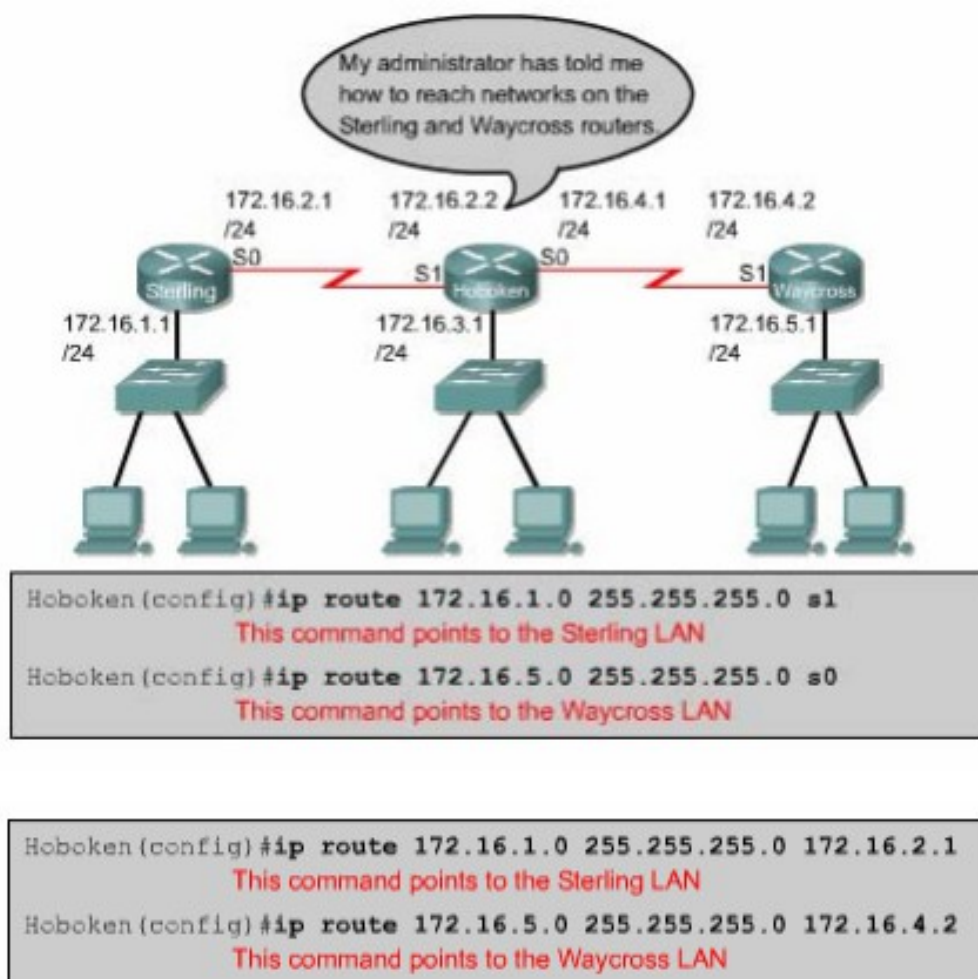 My administrator has told me
how to reach networks on the
Sterling and Waycross routers.
172.16.2.1
/24
172.16.2.2
/24
172.16.4.1
/24
172.16.4.2
/24
S0
S1
S0
S1
Sterling
Hoboken
Waycross
172.16.1.1
/24
172.16.3.1
/24
172.16.5.1
/24
Hoboken(config)#ip route 172.16.1.0 255.255.255.0 s1
This command points to the Sterling LAN
Hoboken(config)#ip route 172.16.5.0 255.255.255.0 s0
This command points to the Waycross LAN
Hoboken(config)#ip route 172.16.1.0 255.255.255.0 172.16.2.1
This command points to the Sterling LAN
Hoboken(config)#ip route 172.16.5.0 255.255.255.0 172.16.4.2
This command points to the Waycross LAN